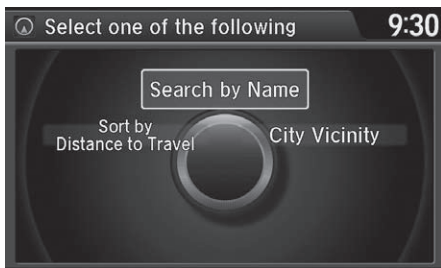 Select one of the following
9:30
Search by Name
Sort by
Distance to Travel
City Vicinity